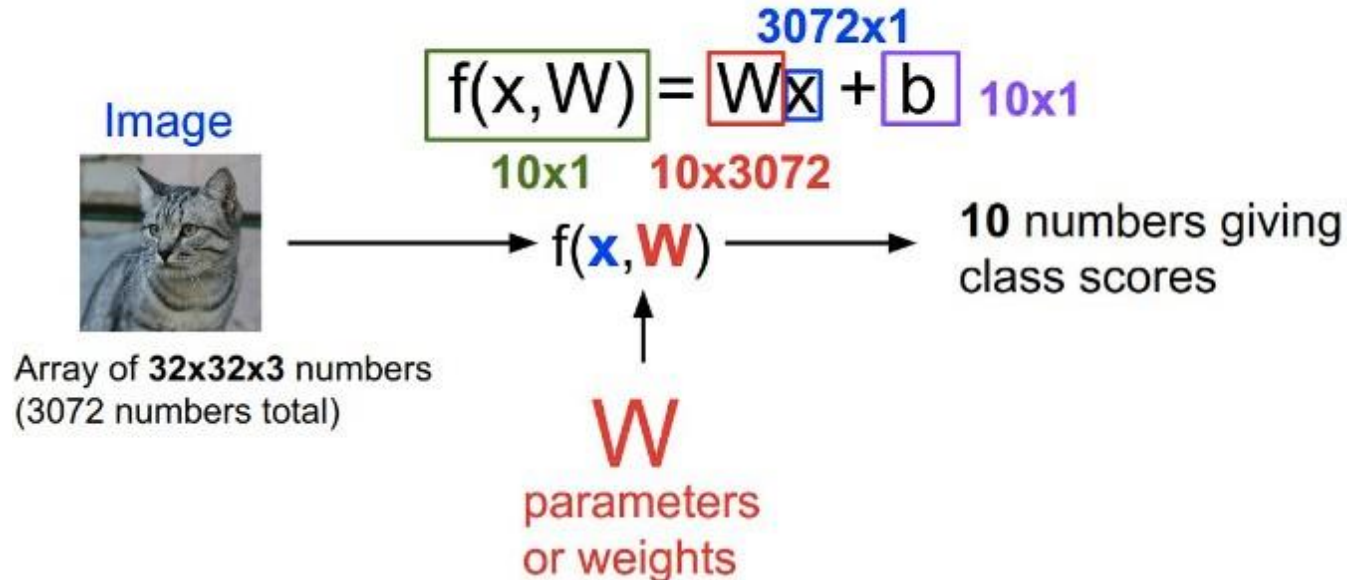 3072x1
f(x,W) = Wx + b 10x1
10x1 10x3072
Image
f(x,W)
10 numbers giving
class scores
Array of 32x32x3 numbers
(3072 numbers total)
W
parameters
or weights